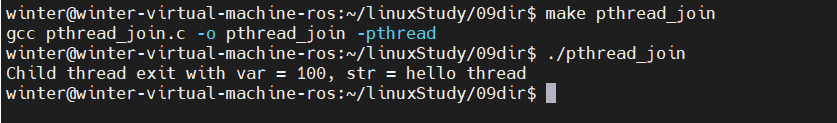 winter@winter-virtual-machine-ros:~/linuxStudy/09dir$ make pthread_join
gcc pthread_join.c -o pthread_join -pthread
winter@winter-virtual-machine-ros:~/linuxStudy/09dir$ ./pthread_join
Child thread exit with var = 100, str = hello thread
winter@winter-virtual-machine-ros:~/linuxStudy/09dir$